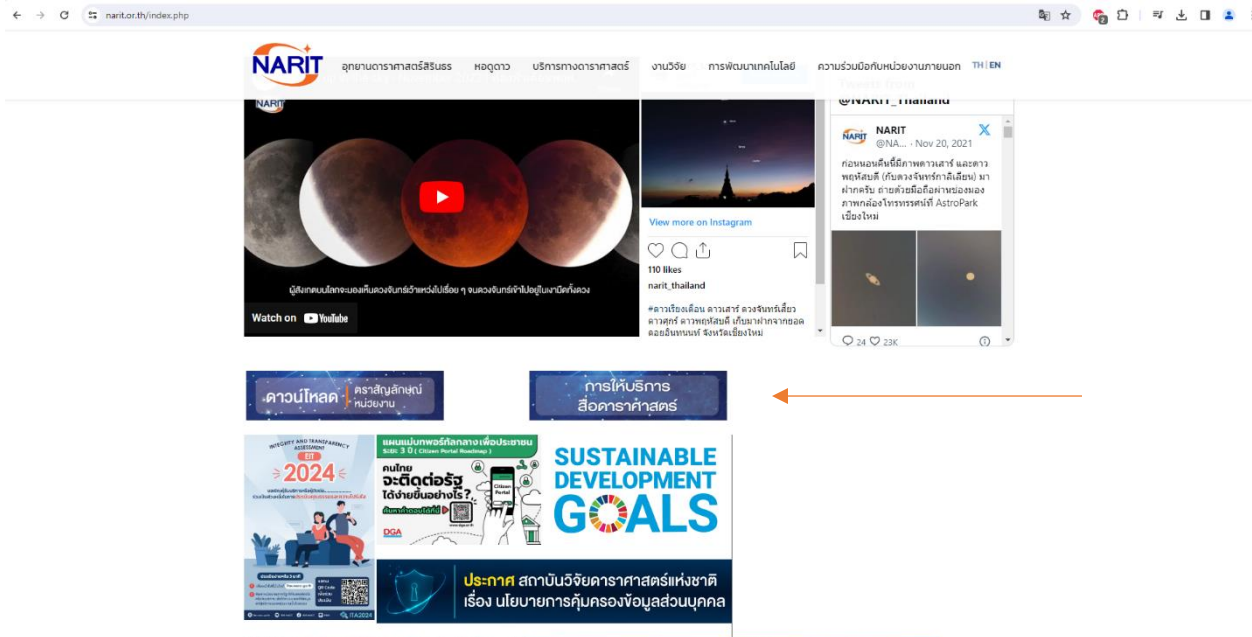 narit.or.th/index.php
NARIT
อุทยานดาราศาสตร์สิรินธร
หอดูดาว
บริการทางดาราศาสตร์
งานวิจัย
การพัฒนาเทคโนโลยี
ความร่วมมือกับหน่วยงานภายนอก
TH | EN
NARIT
ผู้สังเกตบนโลกจะมองเห็นดวงจันทร์เว้าแหว่งไปเรื่อย ๆ จนดวงจันทร์เข้าไปอยู่ในเงามืดทั้งดวง
Watch on YouTube
View more on Instagram
110 likes
narit_thailand
#ดาวเรียงเดือน ดาวเสาร์ ดวงจันทร์เสี้ยว
ดาวศุกร์ ดาวพฤหัสบดี เก็บมาฝากจากยอด
ดอยอินทนนท์ จังหวัดเชียงใหม่
@NARIT_Thailand
NARIT
NARIT
@NA... · Nov 20, 2021
ก่อนนอนคืนนี้มีภาพดาวเสาร์ และดาว
พฤหัสบดี (กับดวงจันทร์กาลิเลียน) มา
ฝากครับ ถ่ายด้วยมือถือผ่านช่องมอง
ภาพกล้องโทรทรรศน์ที่ AstroPark
เชียงใหม่
24 23K
ดาวน์โหลด
ตราสัญลักษณ์
หน่วยงาน
การให้บริการ
สื่อดาราศาสตร์
INTEGRITY AND TRANSPARENCY
ASSESSMENT
EIT
2024
ITA2024
แผนแม่บทพอร์ทัลกลางเพื่อประชาชน
ระยะ 3 ปี ( Citizen Portal Roadmap )
คนไทย
จะติดต่อรัฐ
ได้ง่ายขึ้นอย่างไร?
ค้นหาคำตอบได้ที่นี่
DGA
Citizen
Portal
SUSTAINABLE
DEVELOPMENT
GOALS
ประกาศ สถาบันวิจัยดาราศาสตร์แห่งชาติ
เรื่อง นโยบายการคุ้มครองข้อมูลส่วนบุคคล